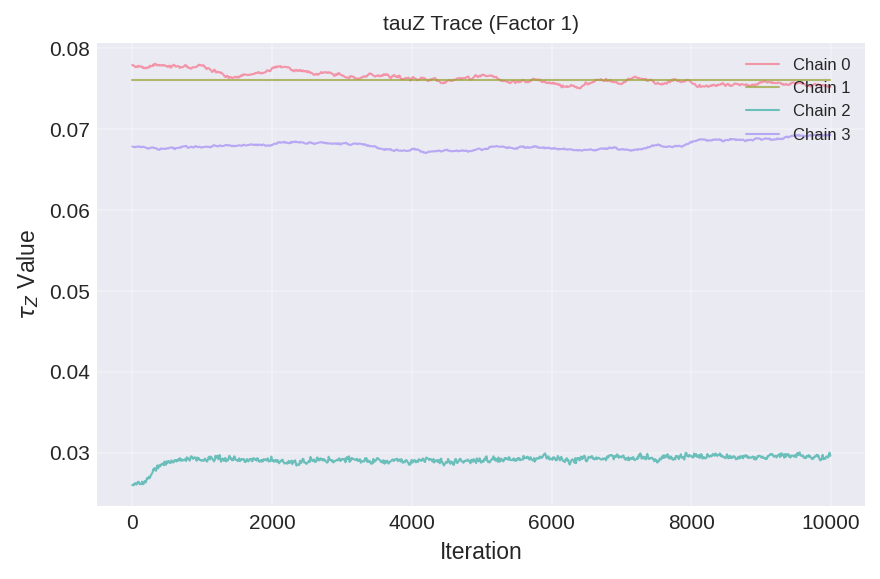 tauZ Trace (Factor 1)
0.08
0.07
0.06
0.05
0.04
0.03
τZ Value
Chain 0
Chain 1
Chain 2
Chain 3
0 2000 4000 6000 8000 10000
Iteration